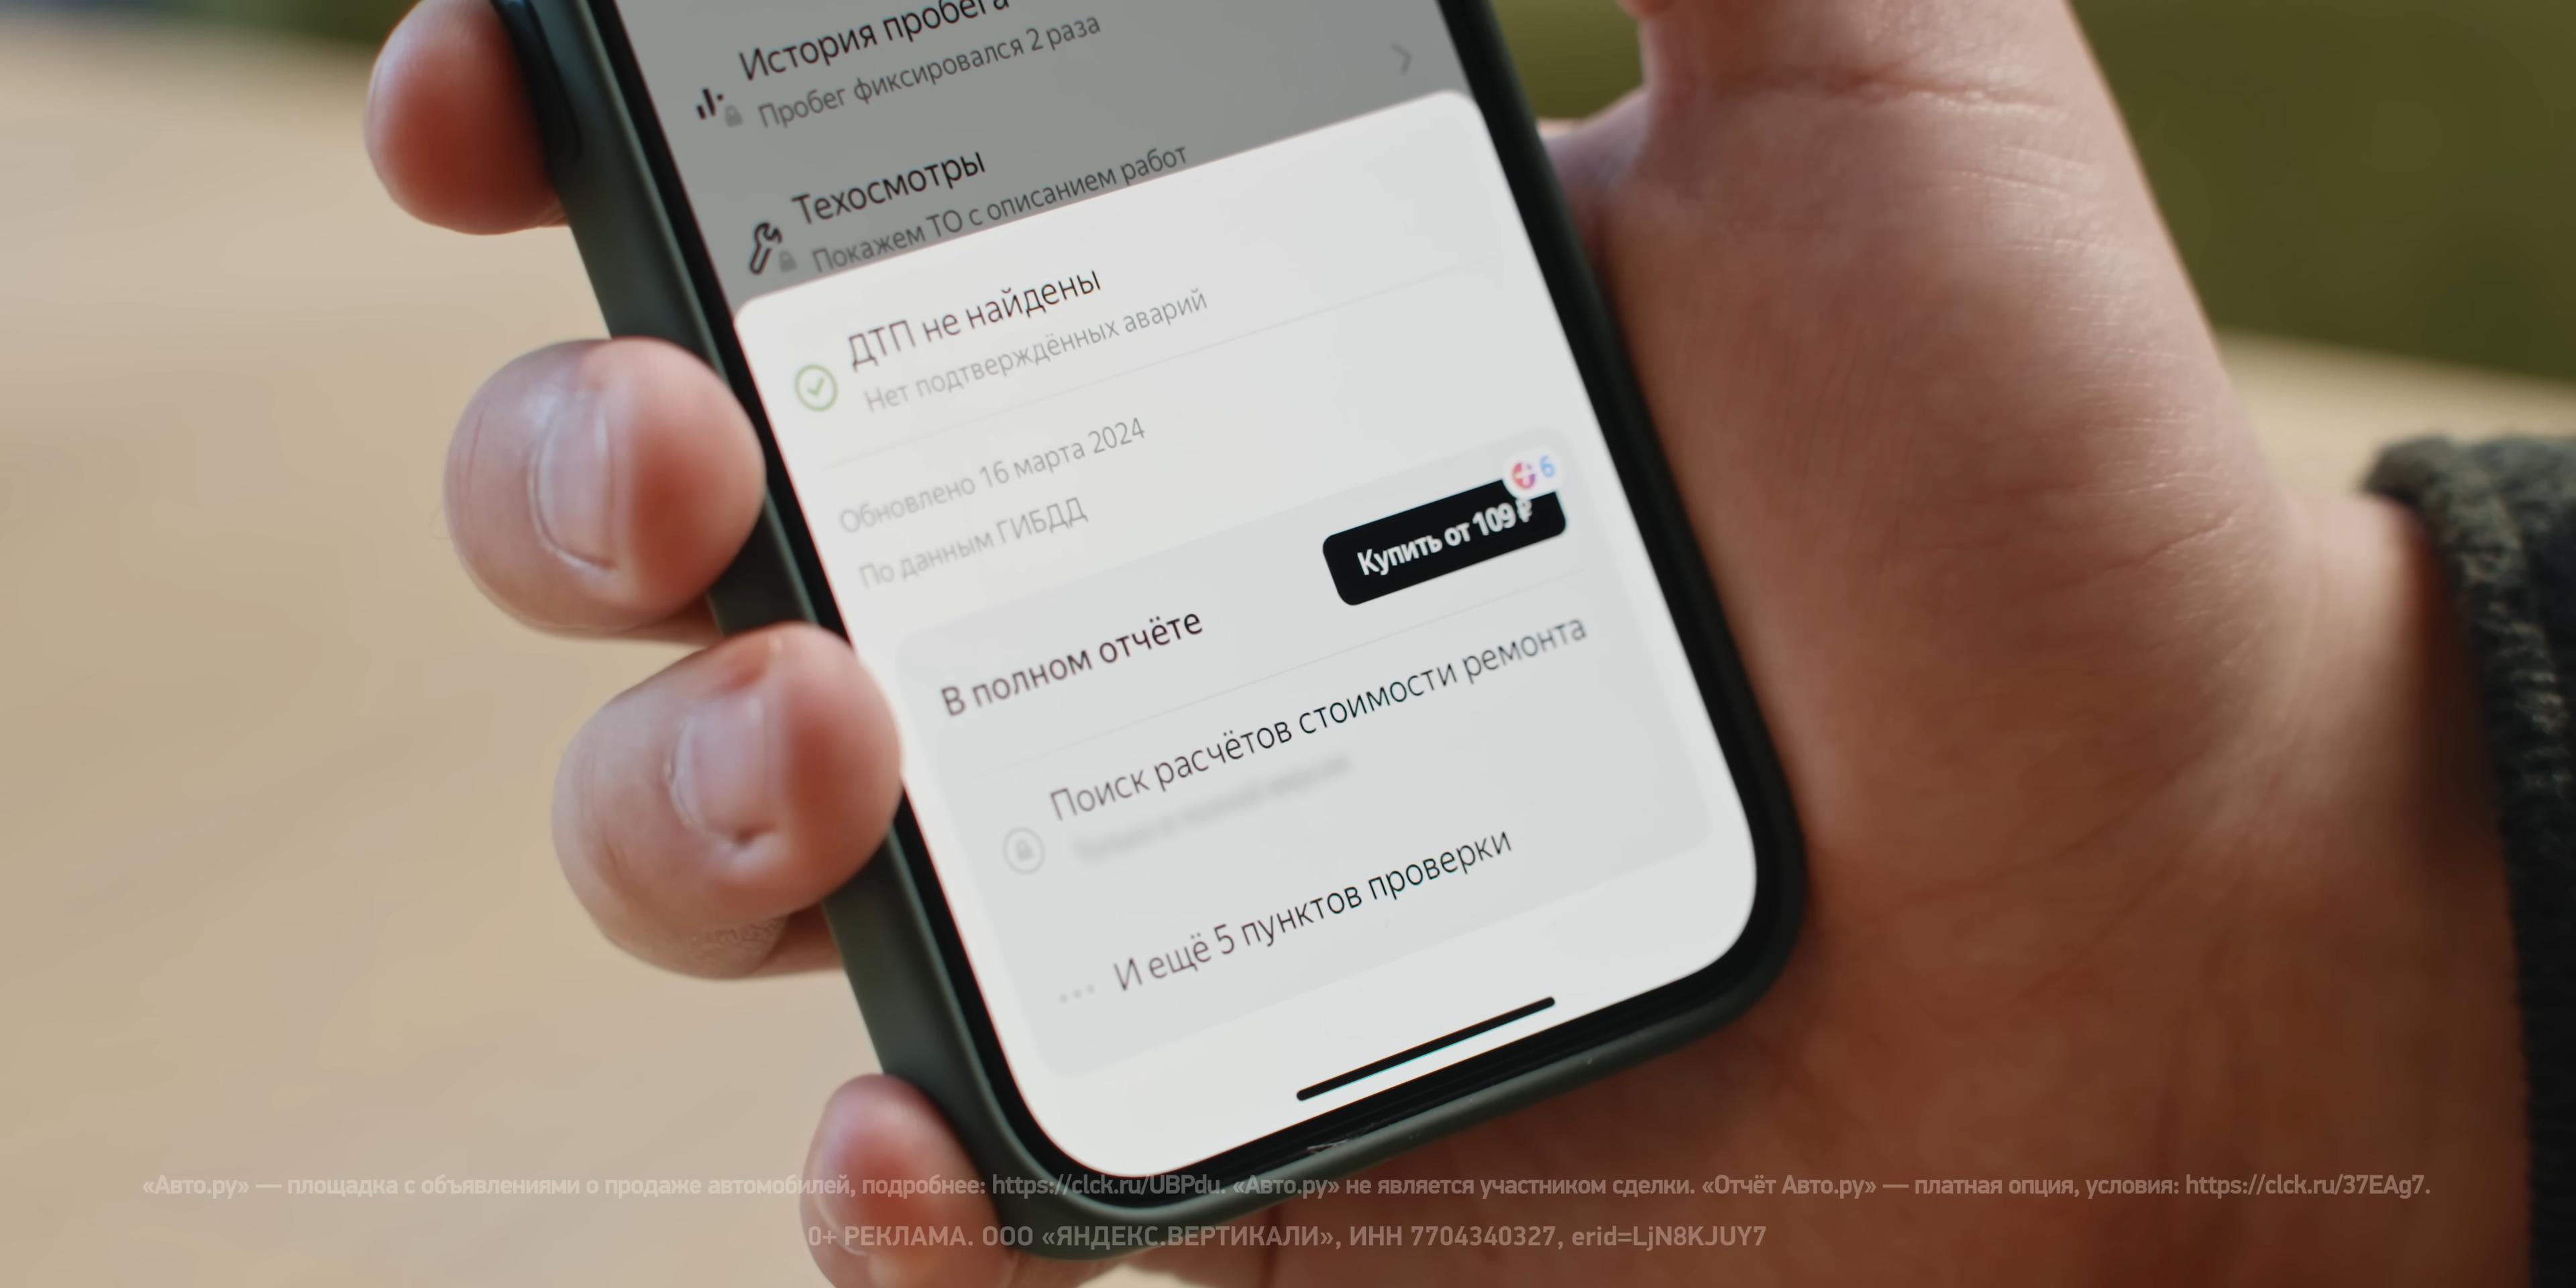 История пробега
Пробег фиксировался 2 раза
Техосмотры
Покажем ТО с описанием работ
ДТП не найдены
Нет подтверждённых аварий
Обновлено 16 марта 2024
По данным ГИБДД
6
Купить от 109 ₽
В полном отчёте
Поиск расчётов стоимости ремонта
И ещё 5 пунктов проверки
«Авто.ру» — площадка с объявлениями о продаже автомобилей, подробнее: https://clck.ru/UBPdu. «Авто.ру» не является участником сделки. «Отчёт Авто.ру» — платная опция, условия: https://clck.ru/37EAg7.
0+ РЕКЛАМА. ООО «ЯНДЕКС.ВЕРТИКАЛИ», ИНН 7704340327, erid=LjN8KJUY7